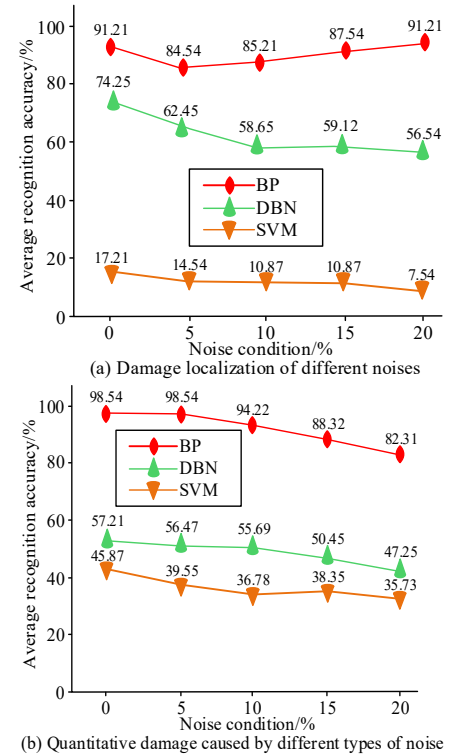 91.21 84.54 85.21 87.54 91.21
74.25 62.45 58.65 59.12 56.54
17.21 14.54 10.87 10.87 7.54
Average recognition accuracy/%
100
80
60
40
20
0
BP
DBN
SVM
0 5 10 15 20
Noise condition/%
(a) Damage localization of different noises
98.54 98.54 94.22 88.32 82.31
57.21 56.47 55.69 50.45 47.25
45.87 39.55 36.78 38.35 35.73
Average recognition accuracy/%
100
80
60
40
20
0
BP
DBN
SVM
0 5 10 15 20
Noise condition/%
(b) Quantitative damage caused by different types of noise